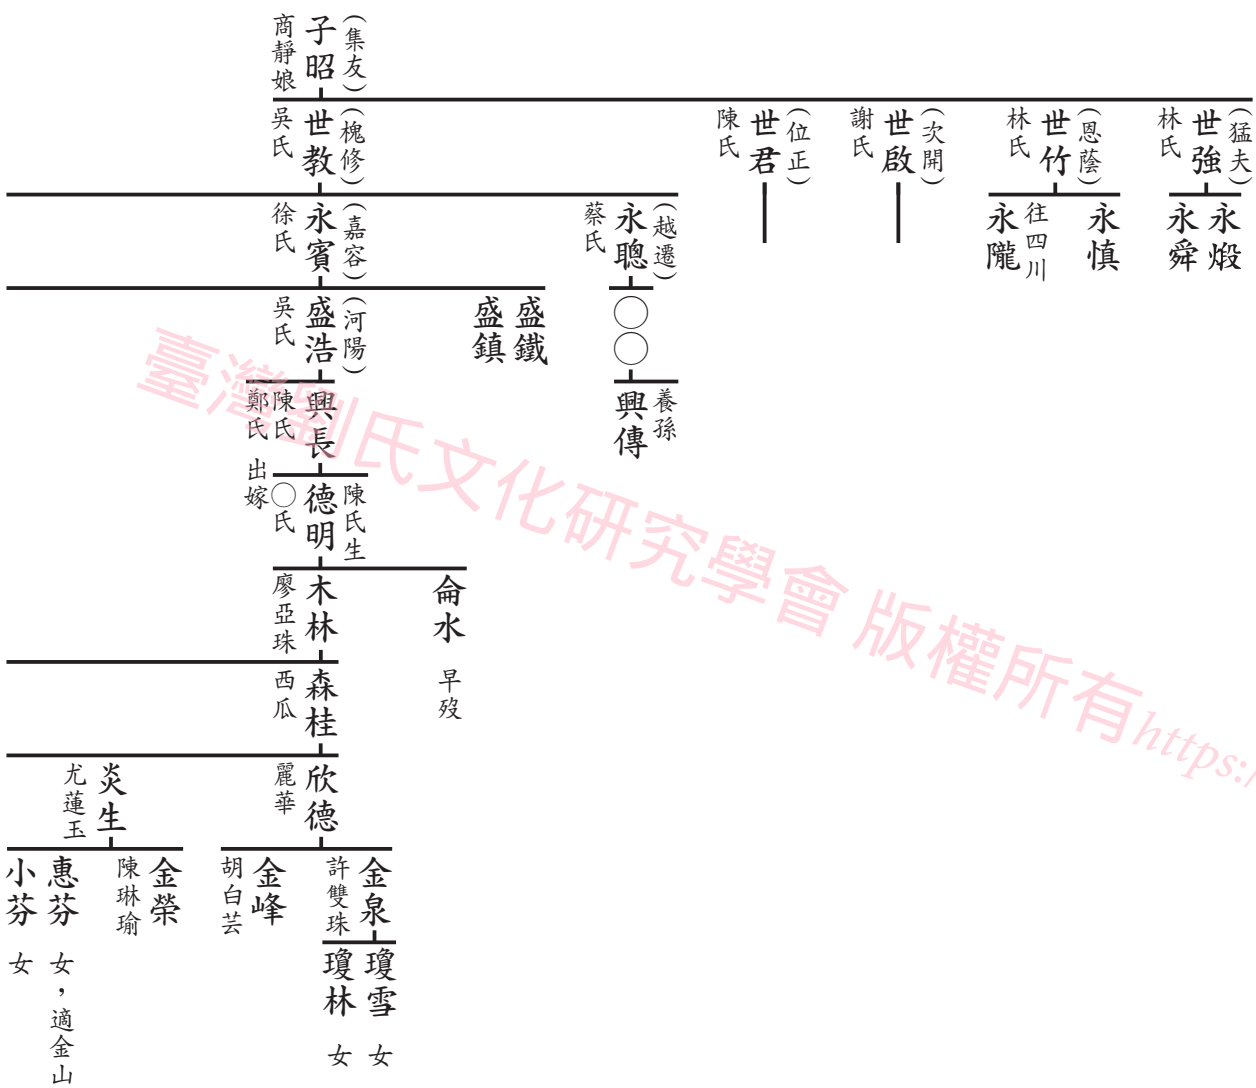 (集友)
子昭
商靜娘
(猛夫)
世強
林氏
(恩蔭)
世竹
林氏
(次開)
世啟
謝氏
(位正)
世君
陳氏
(槐修)
世教
吳氏
永煅
永舜
永慎
往四川
永隴
(越遷)
永聰
蔡氏
(嘉容)
永賓
徐氏
○○
盛鐵
盛鎮
(河陽)
盛浩
吳氏
養孫
興傳
興長
陳氏
鄭氏 出嫁
陳氏生
德明
○氏
侖水 早歿
木林
廖亞珠
森桂
西瓜
欣德
麗華
炎生
尤蓮玉
金泉
許雙珠
金峰
胡白芸
金榮
陳琳瑜
惠芬 女，適金山
小芬 女
瓊雪 女
瓊林 女
臺灣劉氏文化研究學會 版權所有https:/